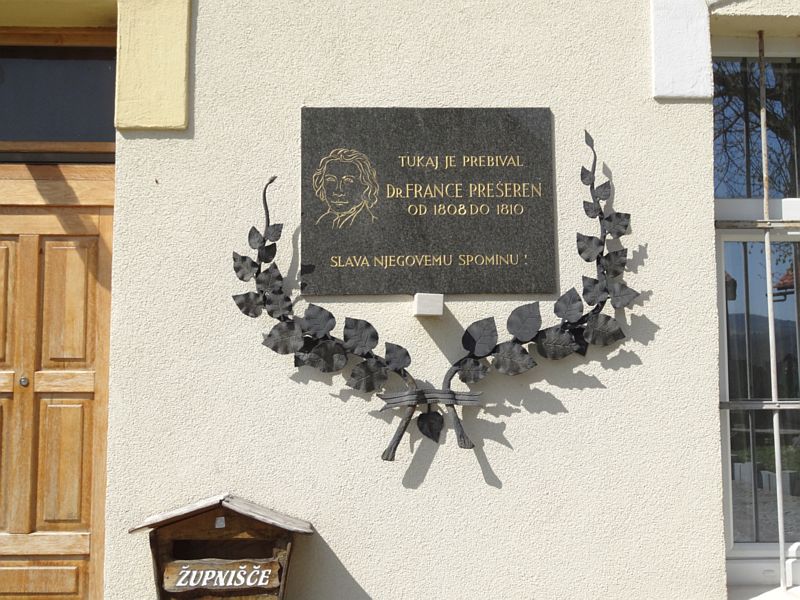 TUKAJ JE PREBIVAL
DR. FRANCE PREŠEREN
OD 1808 DO 1810
SLAVA NJEGOVEMU SPOMINU!
ŽUPNIŠČE